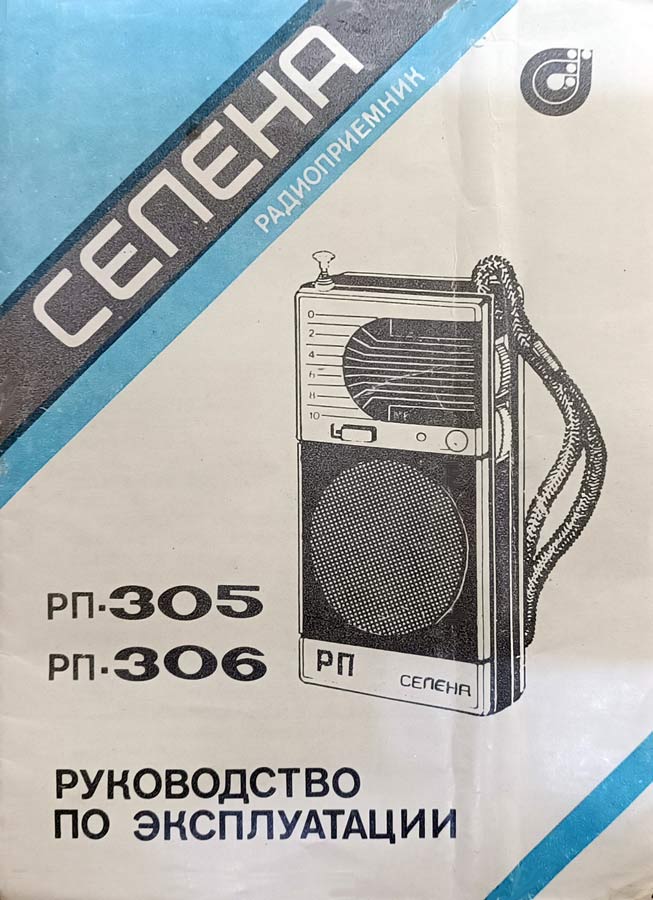 СЕЛЕНА
РАДИОПРИЕМНИК
0
2
4
6
8
10
РП
СЕЛЕНА
РП-305
РП-306
РУКОВОДСТВО
ПО ЭКСПЛУАТАЦИИ